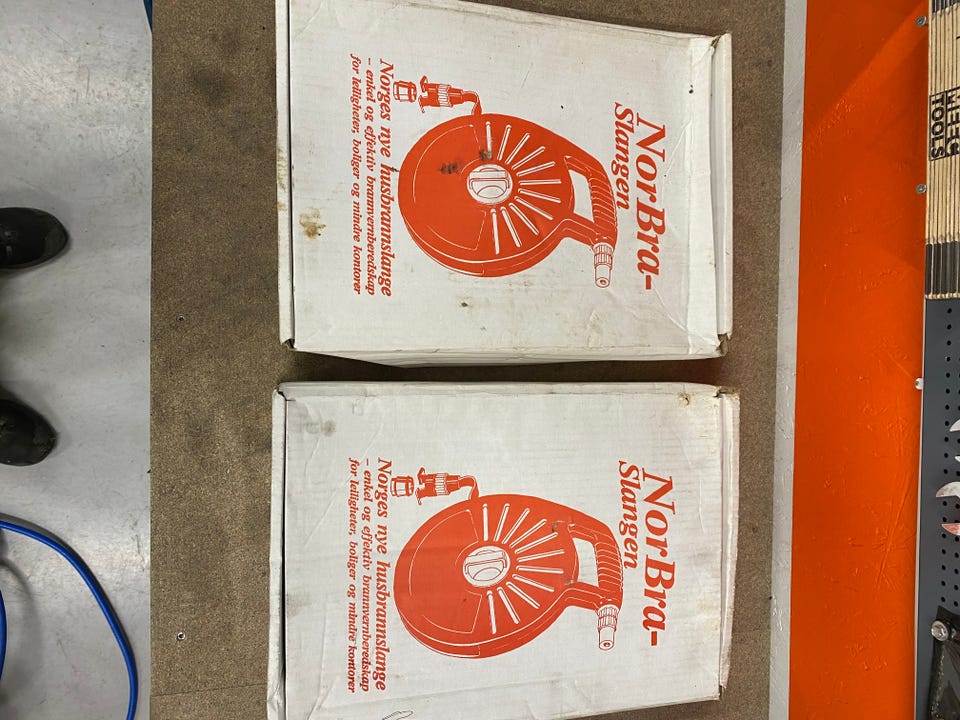 NorBra-
Slangen
Norges nye husbrannslange
– enkel og effektiv brannvernberedskap
for leiligheter, boliger og mindre kontorer
NorBra-
Slangen
Norges nye husbrannslange
– enkel og effektiv brannvernberedskap
for leiligheter, boliger og mindre kontorer
TOOLS